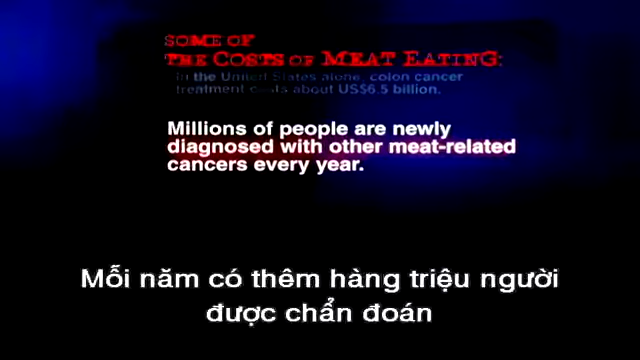 SOME OF
THE COSTS OF MEAT EATING:
In the United States alone, colon cancer
treatment costs about US$6.5 billion.
Millions of people are newly
diagnosed with other meat-related
cancers every year.
Mỗi năm có thêm hàng triệu người
được chẩn đoán